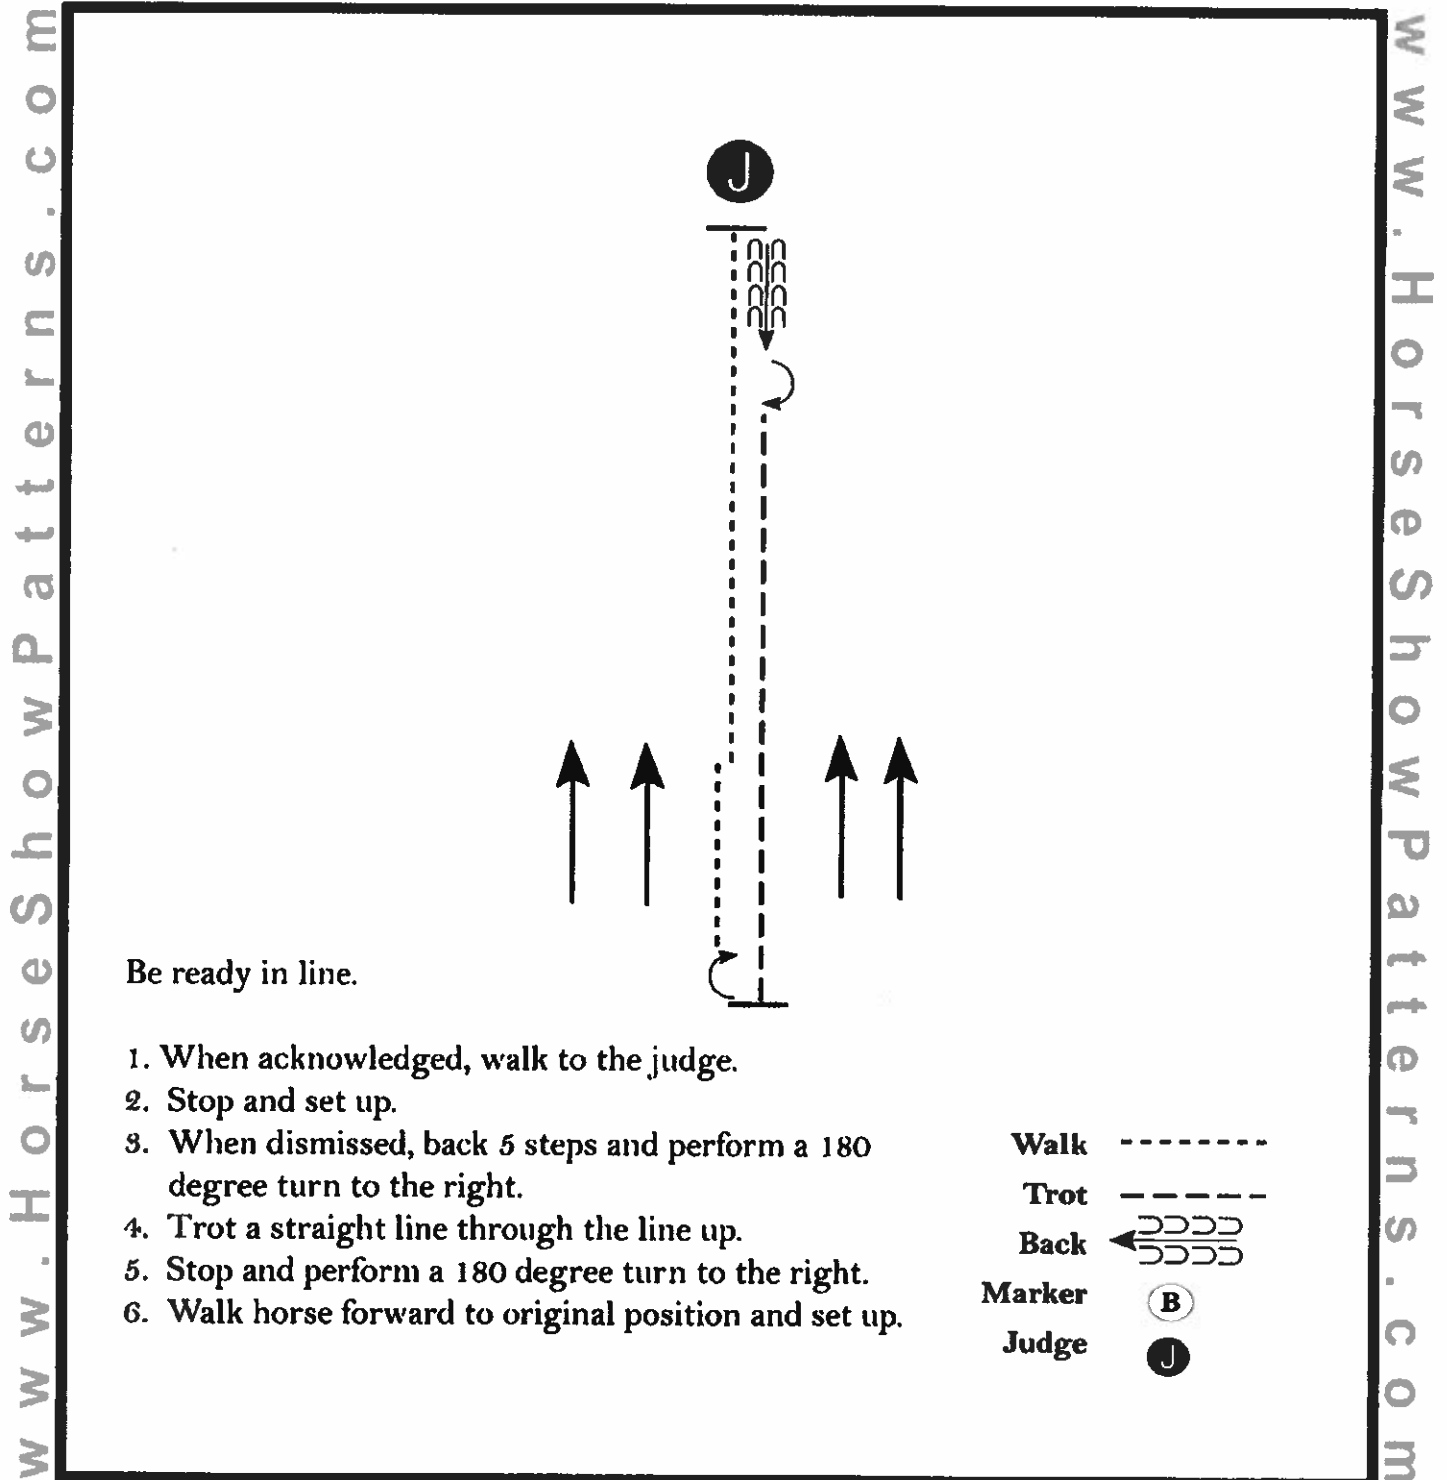 www.HorseShowPatterns.com
J
Be ready in line.
1. When acknowledged, walk to the judge.
2. Stop and set up.
3. When dismissed, back 5 steps and perform a 180
degree turn to the right.
4. Trot a straight line through the line up.
5. Stop and perform a 180 degree turn to the right.
6. Walk horse forward to original position and set up.
Walk
Trot
Back
Marker B
Judge J
www.HorseShowPatterns.com